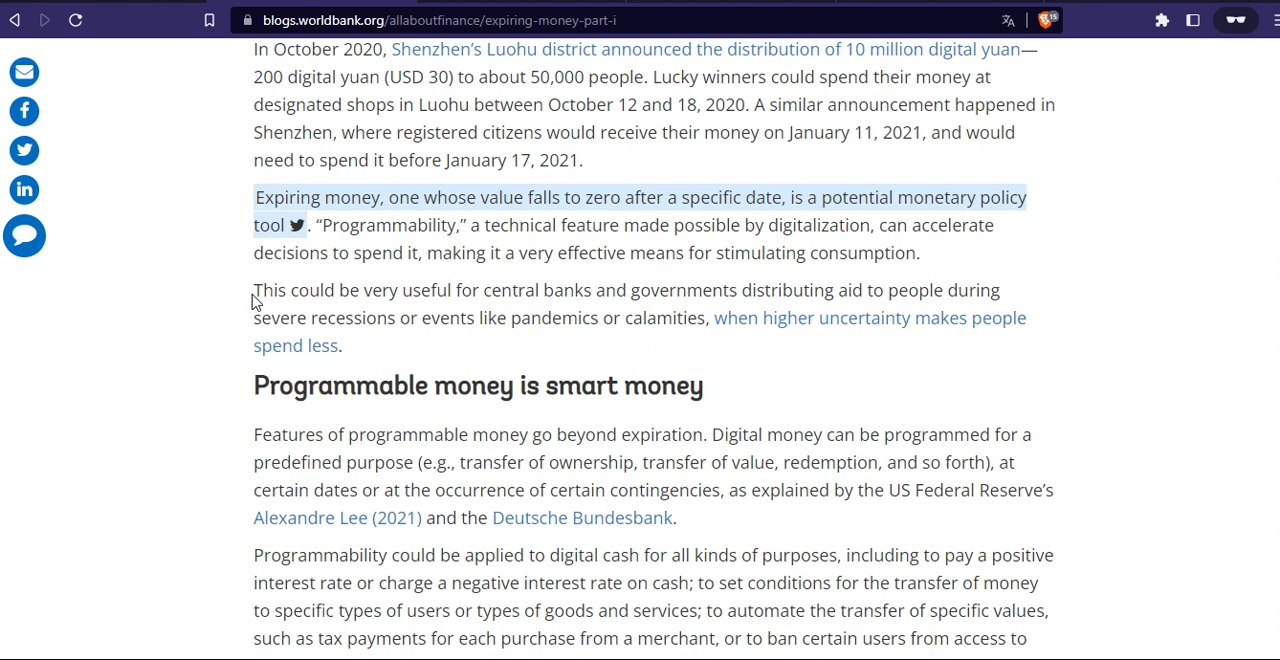 blogs.worldbank.org/allaboutfinance/expiring-money-part-i
15
In October 2020, Shenzhen’s Luohu district announced the distribution of 10 million digital yuan—
200 digital yuan (USD 30) to about 50,000 people. Lucky winners could spend their money at
designated shops in Luohu between October 12 and 18, 2020. A similar announcement happened in
Shenzhen, where registered citizens would receive their money on January 11, 2021, and would
need to spend it before January 17, 2021.
Expiring money, one whose value falls to zero after a specific date, is a potential monetary policy
tool . “Programmability,” a technical feature made possible by digitalization, can accelerate
decisions to spend it, making it a very effective means for stimulating consumption.
This could be very useful for central banks and governments distributing aid to people during
severe recessions or events like pandemics or calamities, when higher uncertainty makes people
spend less.
Programmable money is smart money
Features of programmable money go beyond expiration. Digital money can be programmed for a
predefined purpose (e.g., transfer of ownership, transfer of value, redemption, and so forth), at
certain dates or at the occurrence of certain contingencies, as explained by the US Federal Reserve’s
Alexandre Lee (2021) and the Deutsche Bundesbank.
Programmability could be applied to digital cash for all kinds of purposes, including to pay a positive
interest rate or charge a negative interest rate on cash; to set conditions for the transfer of money
to specific types of users or types of goods and services; to automate the transfer of specific values,
such as tax payments for each purchase from a merchant, or to ban certain users from access to